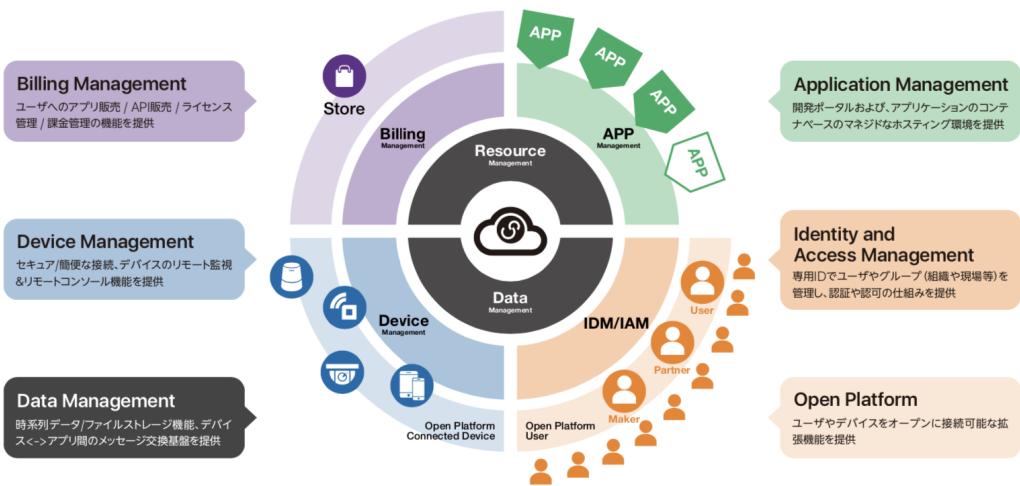 Billing Management
ユーザへのアプリ販売 / API販売 / ライセンス
管理 / 課金管理の機能を提供
Device Management
セキュア/簡便な接続、デバイスのリモート監視
&リモートコンソール機能を提供
Data Management
時系列データ/ファイルストレージ機能、デバイ
ス<->アプリ間のメッセージ交換基盤を提供
Store
Billing
Management
APP
APP
APP
APP
APP
Management
Resource
Management
Data
Management
Device
Management
IDM/IAM
User
Partner
Maker
Open Platform
Connected Device
Open Platform
User
Application Management
開発ポータルおよび、アプリケーションのコンテ
ナベースのマネジドなホスティング環境を提供
Identity and
Access Management
専用IDでユーザやグループ(組織や現場等)を
管理し、認証や認可の仕組みを提供
Open Platform
ユーザやデバイスをオープンに接続可能な拡
張機能を提供